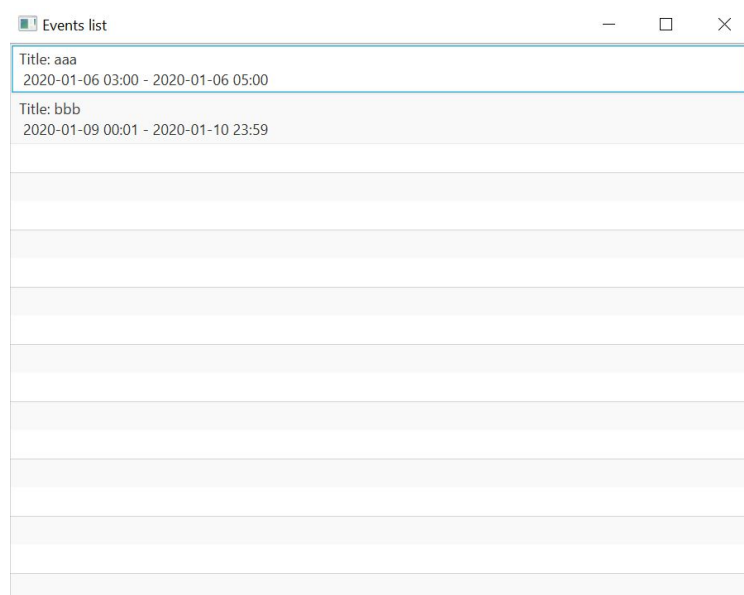 Events list
Title: aaa
2020-01-06 03:00 - 2020-01-06 05:00
Title: bbb
2020-01-09 00:01 - 2020-01-10 23:59